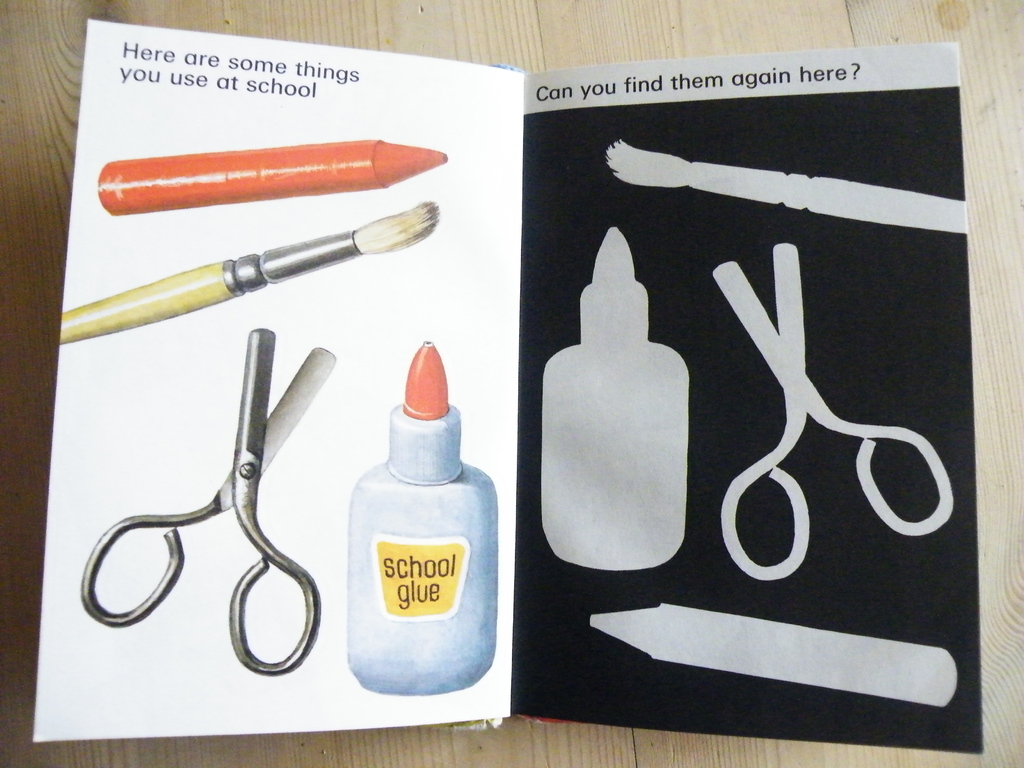 Here are some things
you use at school
school
glue
Can you find them again here?